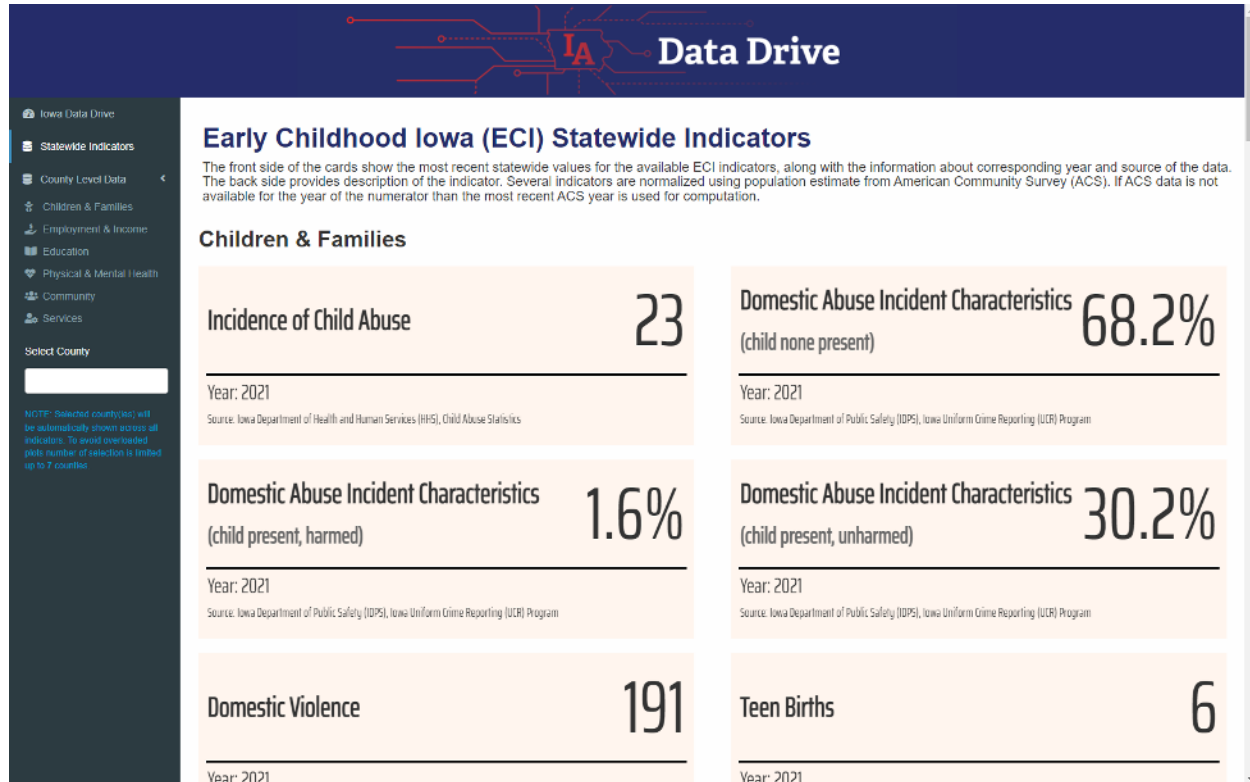 IA Data Drive
Iowa Data Drive
Statewide Indicators
County Level Data
Children & Families
Employment & Income
Education
Physical & Mental Health
Community
Services
Select County
NOTE: Selected county(ies) will
be automatically shown across all
indicators. To avoid overloaded
plots number of selection is limited
up to 7 counties
Early Childhood Iowa (ECI) Statewide Indicators
The front side of the cards show the most recent statewide values for the available ECI indicators, along with the information about corresponding year and source of the data.
The back side provides description of the indicator. Several indicators are normalized using population estimate from American Community Survey (ACS). If ACS data is not
available for the year of the numerator than the most recent ACS year is used for computation.
Children & Families
Incidence of Child Abuse
23
Year: 2021
Source: Iowa Department of Health and Human Services (HHS), Child Abuse Statistics
Domestic Abuse Incident Characteristics
(child none present)
68.2%
Year: 2021
Source: Iowa Department of Public Safety (IDPS), Iowa Uniform Crime Reporting (UCR) Program
Domestic Abuse Incident Characteristics
(child present, harmed)
1.6%
Year: 2021
Source: Iowa Department of Public Safety (IDPS), Iowa Uniform Crime Reporting (UCR) Program
Domestic Abuse Incident Characteristics
(child present, unharmed)
30.2%
Year: 2021
Source: Iowa Department of Public Safety (IDPS), Iowa Uniform Crime Reporting (UCR) Program
Domestic Violence
191
Year: 2021
Teen Births
6
Year: 2021